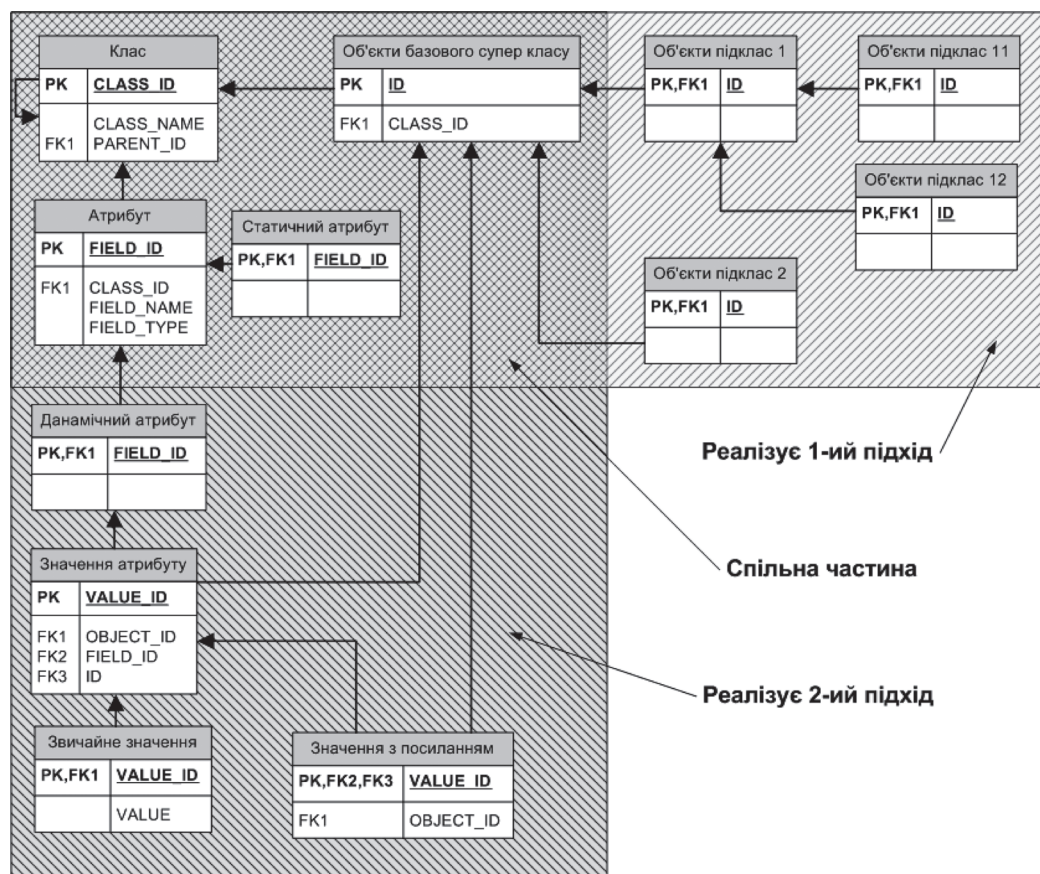 Клас
PK CLASS_ID
CLASS_NAME
FK1 PARENT_ID
Об'єкти базового супер класу
PK ID
FK1 CLASS_ID
Об'єкти підклас 1
PK,FK1 ID
Об'єкти підклас 11
PK,FK1 ID
Об'єкти підклас 12
PK,FK1 ID
Атрибут
PK FIELD_ID
FK1 CLASS_ID
FIELD_NAME
FIELD_TYPE
Статичний атрибут
PK,FK1 FIELD_ID
Об'єкти підклас 2
PK,FK1 ID
Данамічний атрибут
PK,FK1 FIELD_ID
Реалізує 1-ий підхід
Значення атрибуту
PK VALUE_ID
FK1 OBJECT_ID
FK2 FIELD_ID
FK3 ID
Спільна частина
Реалізує 2-ий підхід
Звичайне значення
PK,FK1 VALUE_ID
VALUE
Значення з посиланням
PK,FK2,FK3 VALUE_ID
FK1 OBJECT_ID